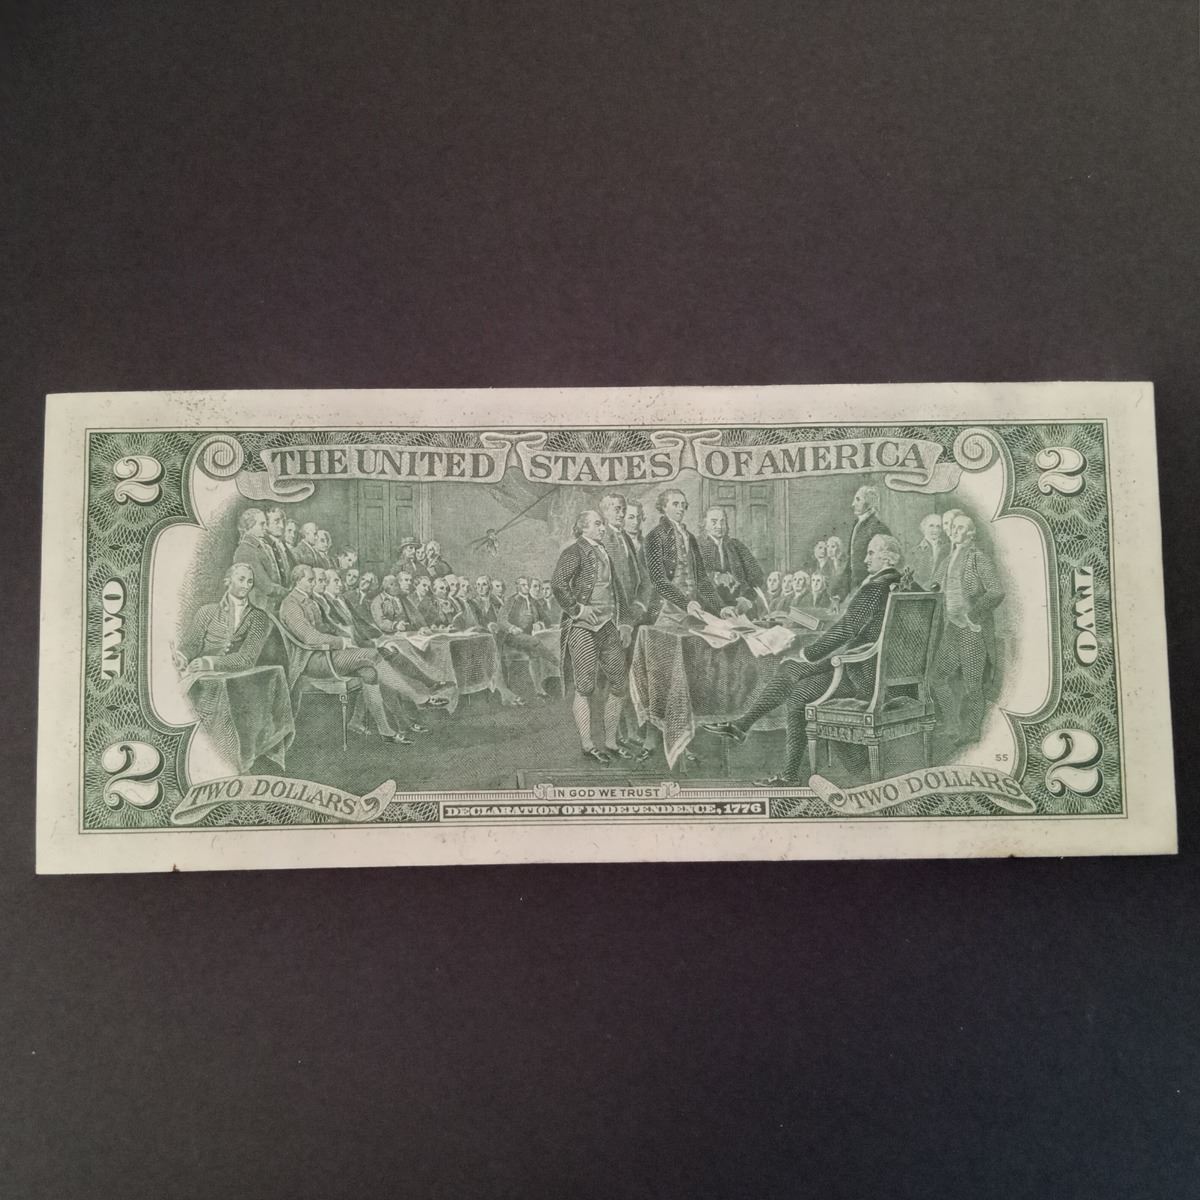 2 THE UNITED STATES OF AMERICA 2
TWO TWO
55
2 TWO DOLLARS IN GOD WE TRUST TWO DOLLARS 2
DECLARATION OF INDEPENDENCE, 1776